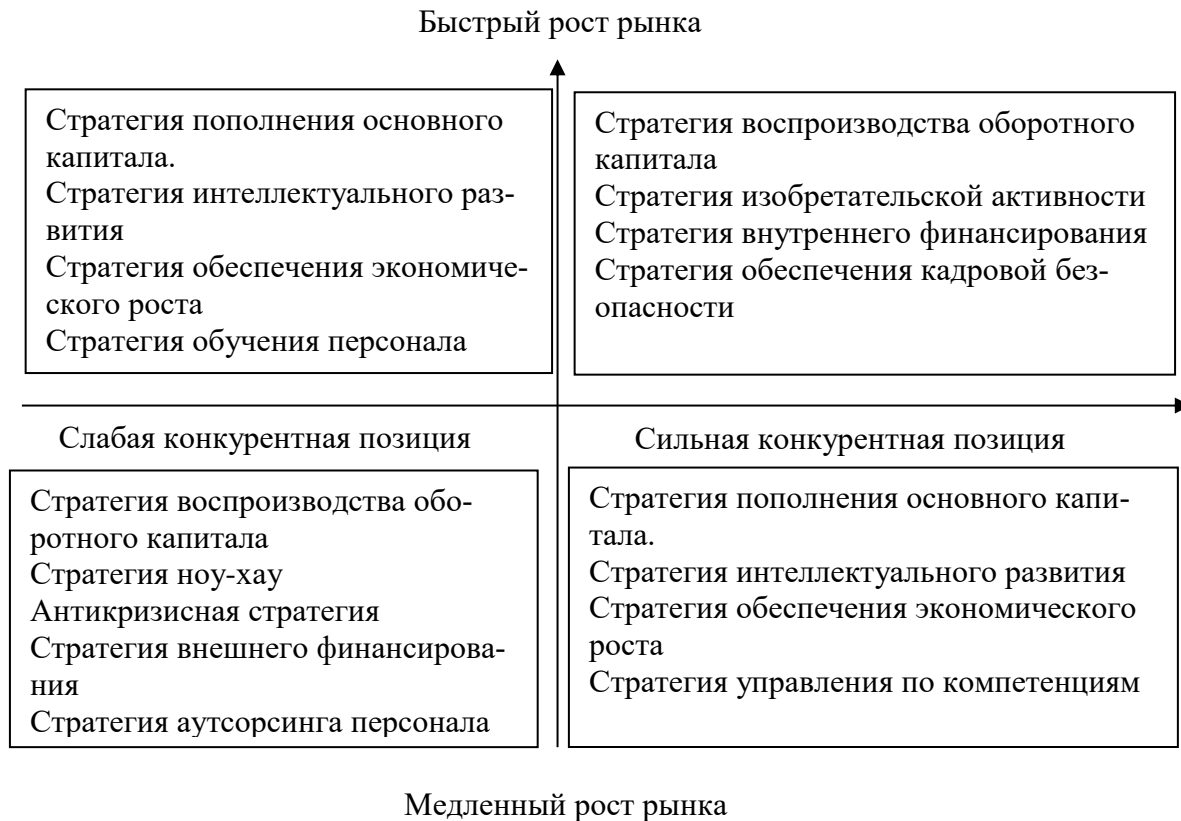 Быстрый рост рынка
Стратегия пополнения основного
капитала.
Стратегия интеллектуального раз-
вития
Стратегия обеспечения экономиче-
ского роста
Стратегия обучения персонала
Стратегия воспроизводства оборотного
капитала
Стратегия изобретательской активности
Стратегия внутреннего финансирования
Стратегия обеспечения кадровой без-
опасности
Слабая конкурентная позиция
Сильная конкурентная позиция
Стратегия воспроизводства обо-
ротного капитала
Стратегия ноу-хау
Антикризисная стратегия
Стратегия внешнего финансирова-
ния
Стратегия аутсорсинга персонала
Стратегия пополнения основного капи-
тала.
Стратегия интеллектуального развития
Стратегия обеспечения экономического
роста
Стратегия управления по компетенциям
Медленный рост рынка